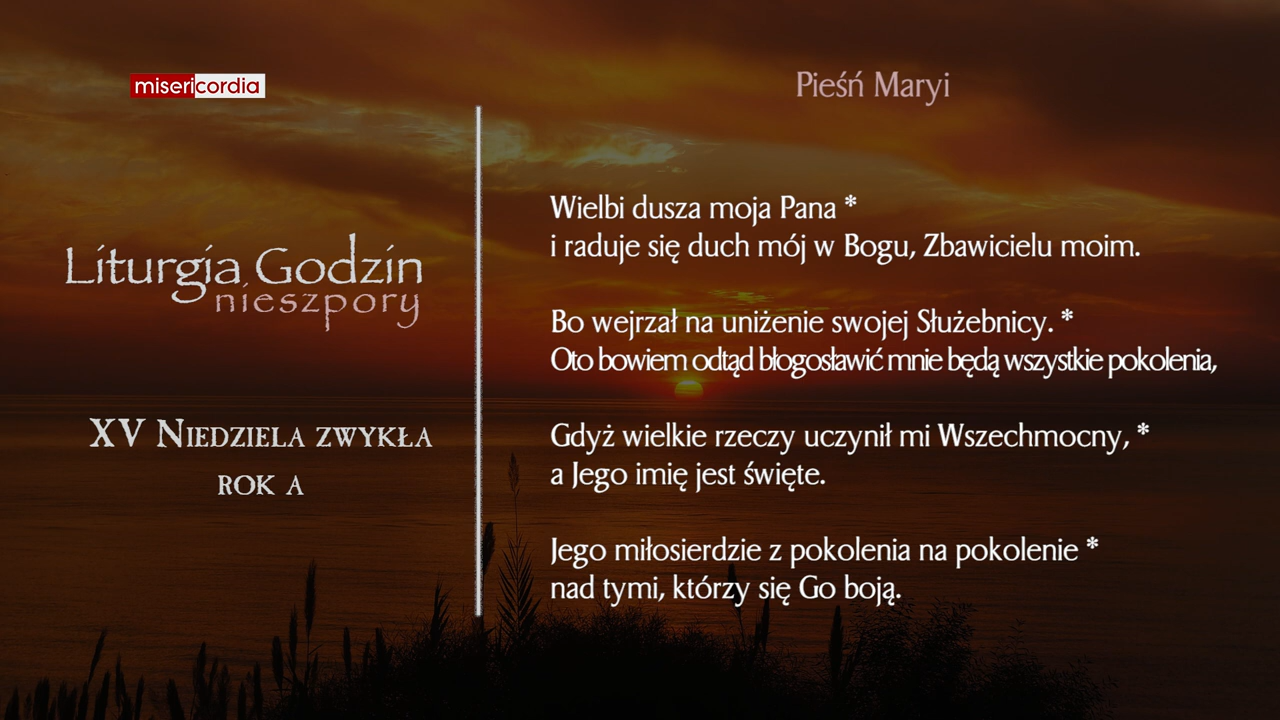 misericordia
Liturgia Godzin
nieszpory
XV Niedziela zwykła
rok A
Pieśń Maryi
Wielbi dusza moja Pana *
i raduje się duch mój w Bogu, Zbawicielu moim.
Bo wejrzał na uniżenie swojej Służebnicy. *
Oto bowiem odtąd błogosławić mnie będą wszystkie pokolenia,
Gdyż wielkie rzeczy uczynił mi Wszechmocny, *
a Jego imię jest święte.
Jego miłosierdzie z pokolenia na pokolenie *
nad tymi, którzy się Go boją.